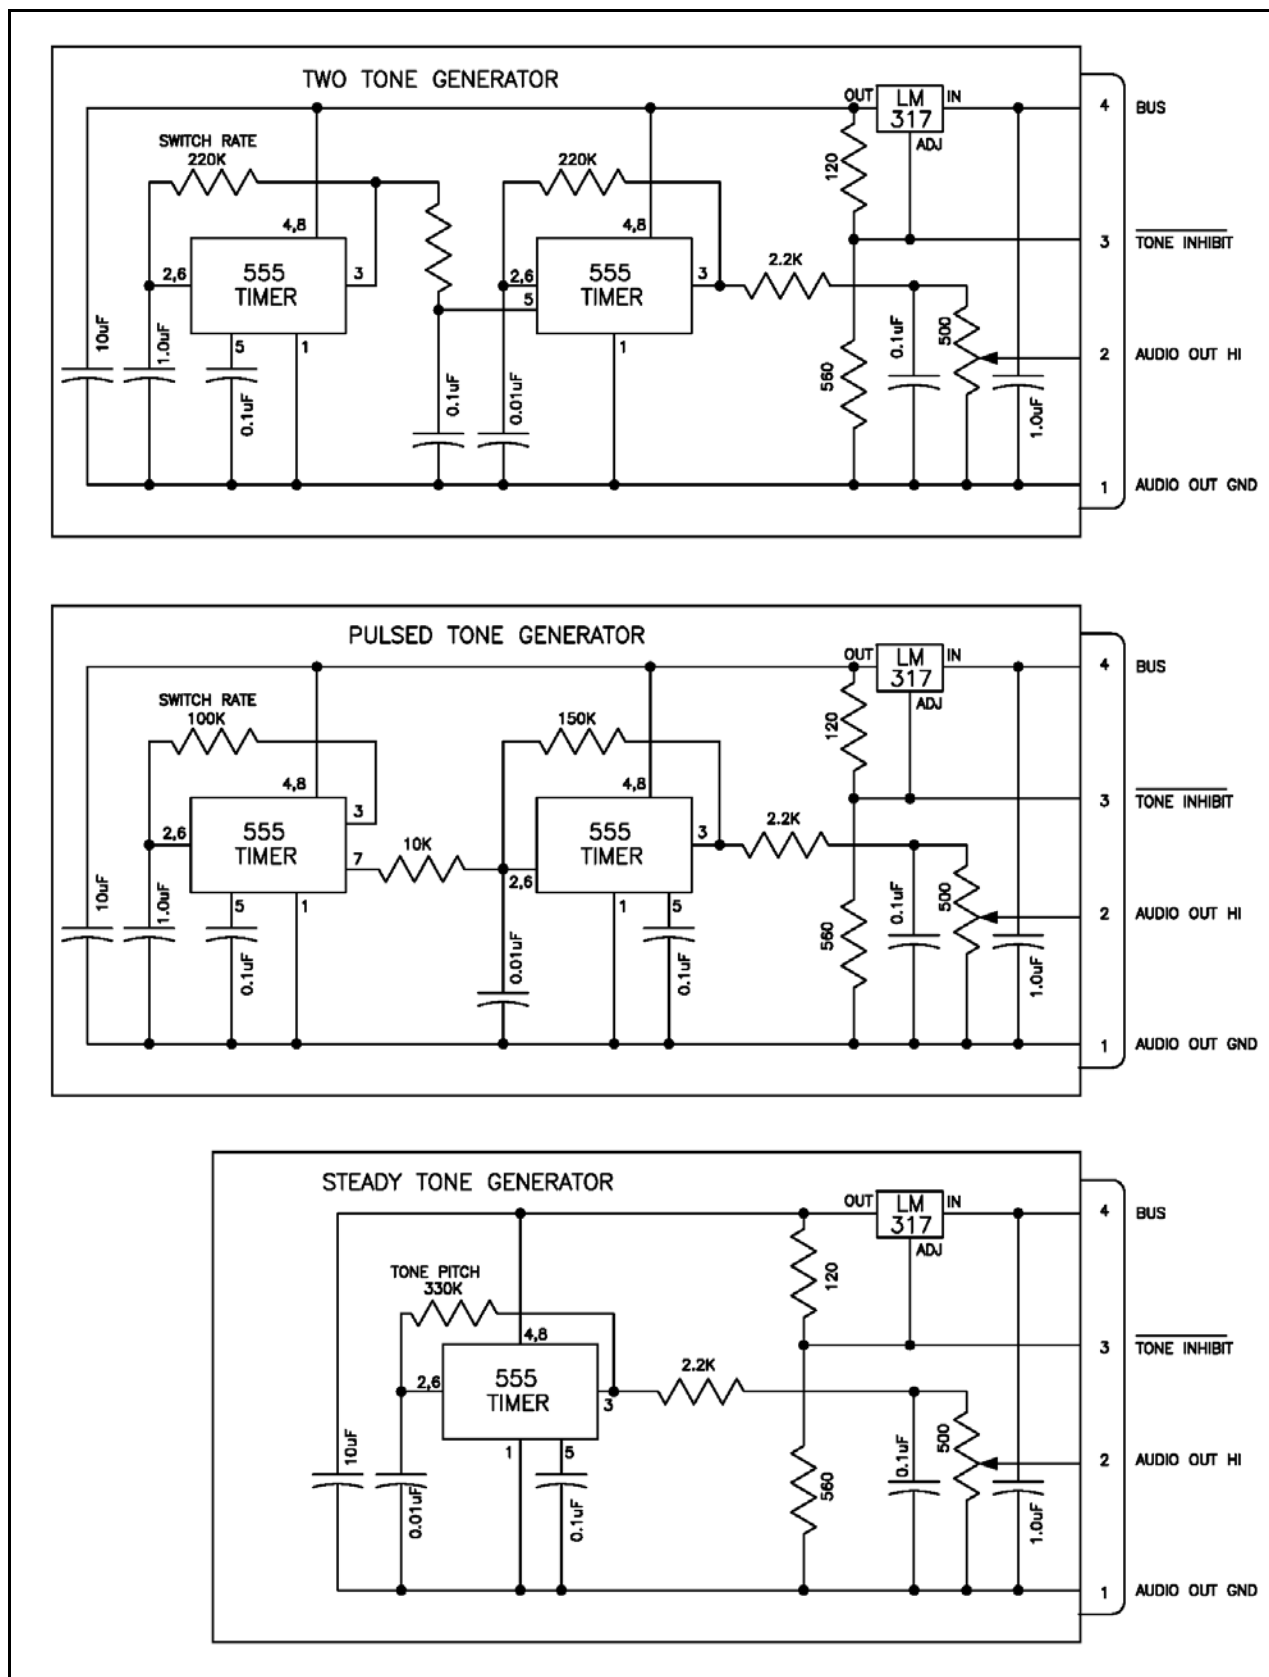 TWO TONE GENERATOR
OUT
LM
317
IN
ADJ
4
BUS
SWITCH RATE
220K
220K
120
4,8
4,8
3
TONE INHIBIT
2,6
555
TIMER
3
2,6
5
555
TIMER
3
2.2K
5
1
1
10uF
1.0uF
0.1uF
0.1uF
0.01uF
560
0.1uF
500
1.0uF
2
AUDIO OUT HI
1
AUDIO OUT GND
PULSED TONE GENERATOR
OUT
LM
317
IN
ADJ
4
BUS
SWITCH RATE
100K
150K
120
4,8
4,8
3
TONE INHIBIT
2,6
555
TIMER
3
7
10K
2,6
555
TIMER
3
2.2K
5
1
1
5
10uF
1.0uF
0.1uF
0.01uF
0.1uF
560
0.1uF
500
1.0uF
2
AUDIO OUT HI
1
AUDIO OUT GND
STEADY TONE GENERATOR
OUT
LM
317
IN
ADJ
4
BUS
TONE PITCH
330K
120
4,8
3
TONE INHIBIT
2,6
555
TIMER
3
2.2K
1
5
10uF
0.01uF
0.1uF
560
0.1uF
500
1.0uF
2
AUDIO OUT HI
1
AUDIO OUT GND